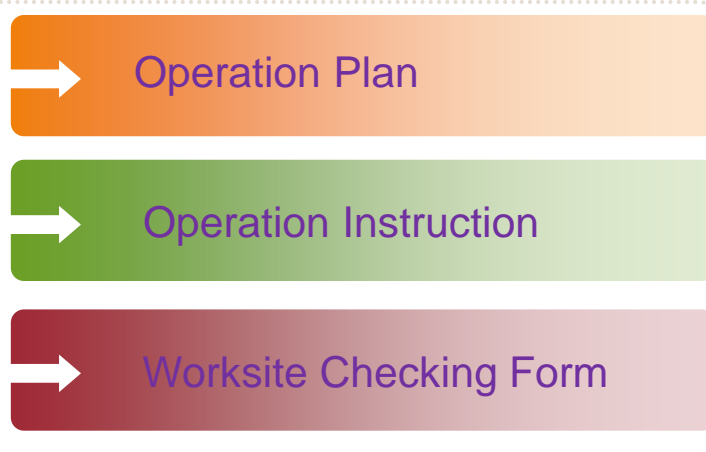 Operation Plan
Operation Instruction
Worksite Checking Form